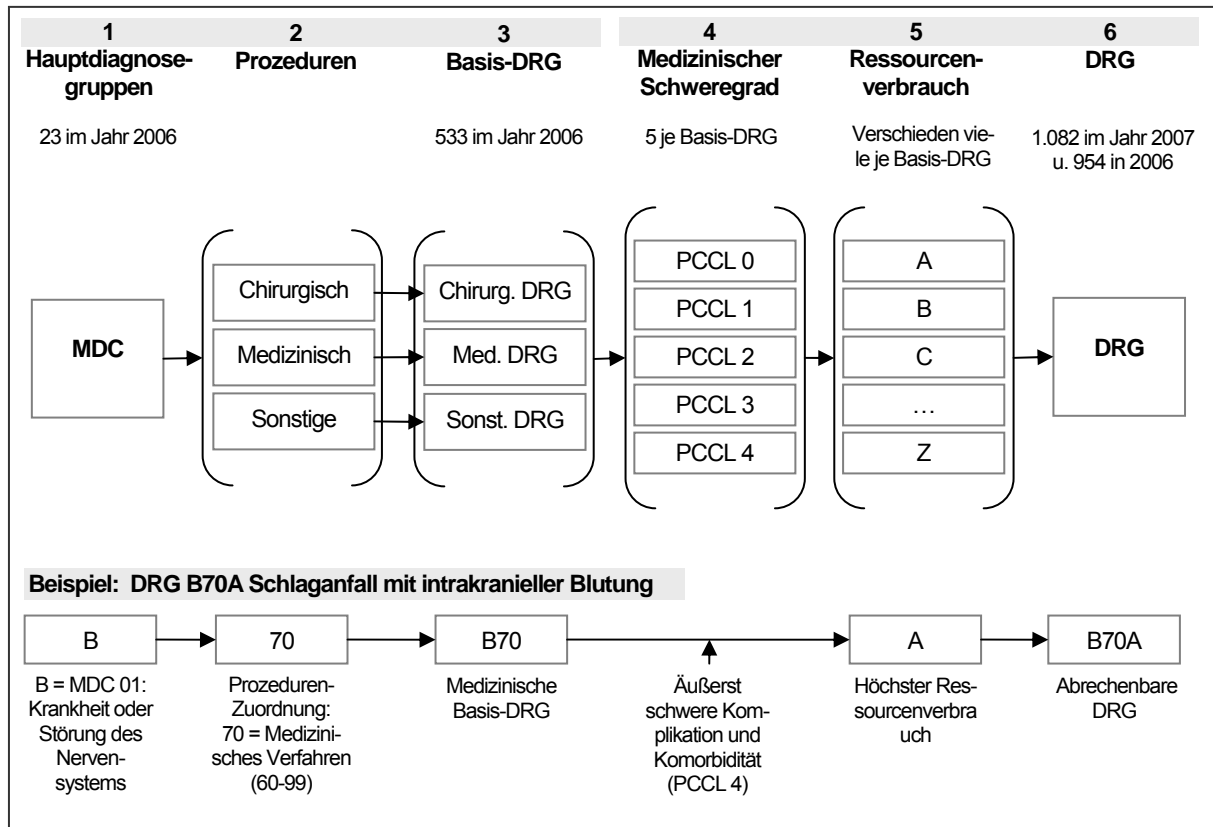 1
Hauptdiagnose-
gruppen
2
Prozeduren
3
Basis-DRG
4
Medizinischer
Schweregrad
5
Ressourcen-
verbrauch
6
DRG
23 im Jahr 2006
533 im Jahr 2006
5 je Basis-DRG
Verschieden vie-
le je Basis-DRG
1.082 im Jahr 2007
u. 954 in 2006
MDC
Chirurgisch
Medizinisch
Sonstige
Chirurg. DRG
Med. DRG
Sonst. DRG
PCCL 0
PCCL 1
PCCL 2
PCCL 3
PCCL 4
A
B
C
…
Z
DRG
Beispiel: DRG B70A Schlaganfall mit intrakranieller Blutung
B
70
B70
A
B70A
B = MDC 01:
Krankheit oder
Störung des
Nerven-
systems
Prozeduren-
Zuordnung:
70 = Medizini-
sches Verfahren
(60-99)
Medizinische
Basis-DRG
Äußerst
schwere Kom-
plikation und
Komorbidität
(PCCL 4)
Höchster Res-
sourcenverbra
uch
Abrechenbare
DRG